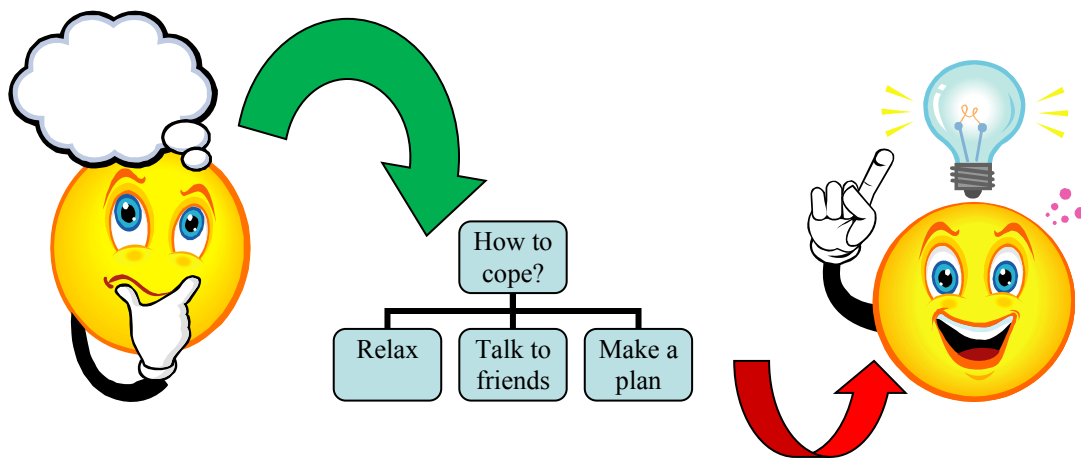 How to
cope?
Relax
Talk to
friends
Make a
plan